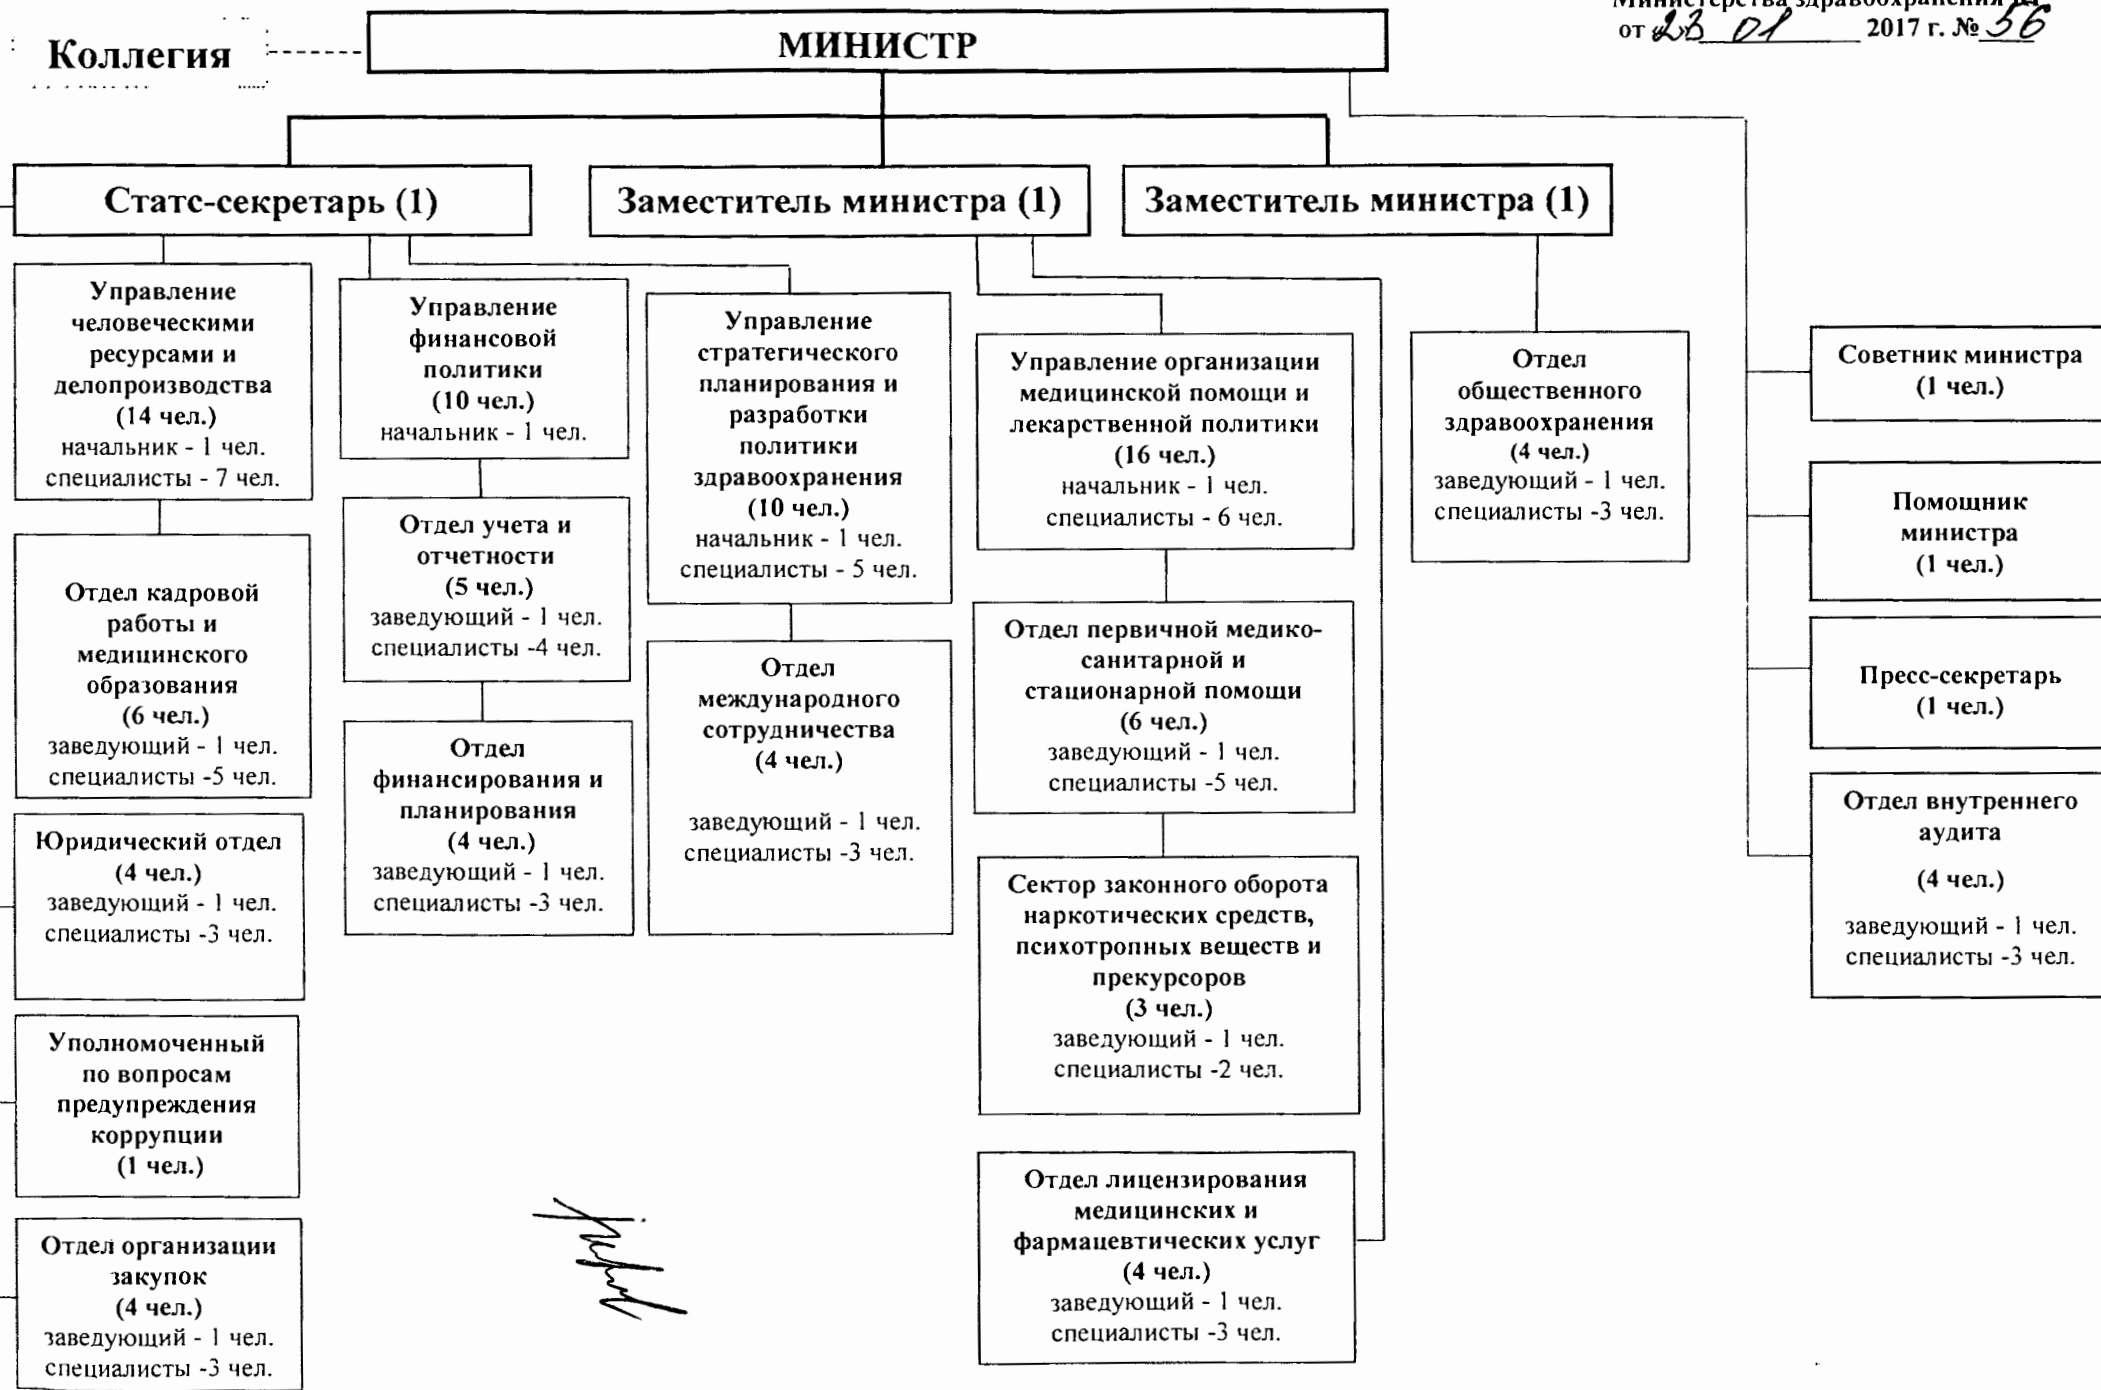 Министерства здравоохранения
от 23 01 2017 г. № 56
Коллегия
МИНИСТР
Статс-секретарь (1)
Заместитель министра (1)
Заместитель министра (1)
Управление
человеческими
ресурсами и
делопроизводства
(14 чел.)
начальник - 1 чел.
специалисты - 7 чел.
Отдел кадровой
работы и
медицинского
образования
(6 чел.)
заведующий - 1 чел.
специалисты -5 чел.
Юридический отдел
(4 чел.)
заведующий - 1 чел.
специалисты -3 чел.
Уполномоченный
по вопросам
предупреждения
коррупции
(1 чел.)
Отдел организации
закупок
(4 чел.)
заведующий - 1 чел.
специалисты -3 чел.
Управление
финансовой
политики
(10 чел.)
начальник - 1 чел.
Отдел учета и
отчетности
(5 чел.)
заведующий - 1 чел.
специалисты -4 чел.
Отдел
финансирования и
планирования
(4 чел.)
заведующий - 1 чел.
специалисты -3 чел.
Управление
стратегического
планирования и
разработки
политики
здравоохранения
(10 чел.)
начальник - 1 чел.
специалисты - 5 чел.
Отдел
международного
сотрудничества
(4 чел.)
заведующий - 1 чел.
специалисты -3 чел.
Управление организации
медицинской помощи и
лекарственной политики
(16 чел.)
начальник - 1 чел.
специалисты - 6 чел.
Отдел первичной медико-
санитарной и
стационарной помощи
(6 чел.)
заведующий - 1 чел.
специалисты -5 чел.
Сектор законного оборота
наркотических средств,
психотропных веществ и
прекурсоров
(3 чел.)
заведующий - 1 чел.
специалисты -2 чел.
Отдел лицензирования
медицинских и
фармацевтических услуг
(4 чел.)
заведующий - 1 чел.
специалисты -3 чел.
Отдел
общественного
здравоохранения
(4 чел.)
заведующий - 1 чел.
специалисты -3 чел.
Советник министра
(1 чел.)
Помощник
министра
(1 чел.)
Пресс-секретарь
(1 чел.)
Отдел внутреннего
аудита
(4 чел.)
заведующий - 1 чел.
специалисты -3 чел.